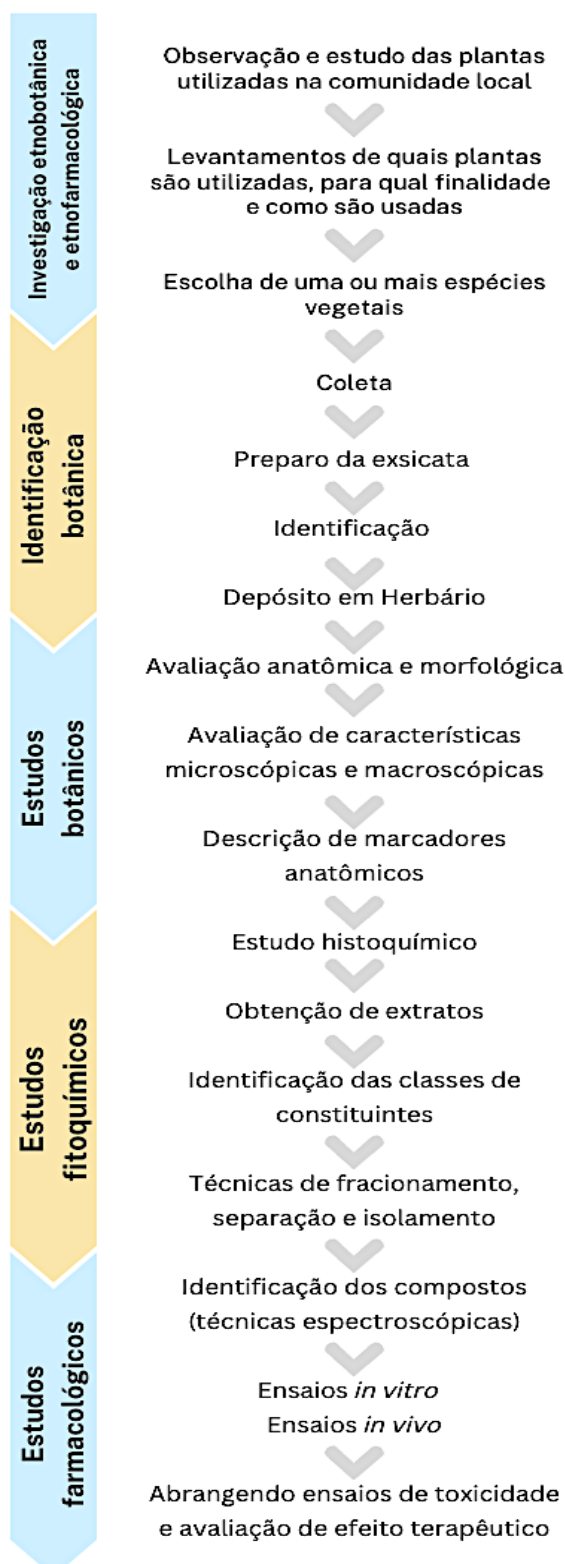 Investigação etnobotânica
e etnofarmacológica
Observação e estudo das plantas
utilizadas na comunidade local
Levantamentos de quais plantas
são utilizadas, para qual finalidade
e como são usadas
Escolha de uma ou mais espécies
vegetais
Identificação
botânica
Coleta
Preparo da exsicata
Identificação
Depósito em Herbário
Estudos
botânicos
Avaliação anatômica e morfológica
Avaliação de características
microscópicas e macroscópicas
Descrição de marcadores
anatômicos
Estudos
fitoquímicos
Estudo histoquímico
Obtenção de extratos
Identificação das classes de
constituintes
Técnicas de fracionamento,
separação e isolamento
Estudos
farmacológicos
Identificação dos compostos
(técnicas espectroscópicas)
Ensaios in vitro
Ensaios in vivo
Abrangendo ensaios de toxicidade
e avaliação de efeito terapêutico